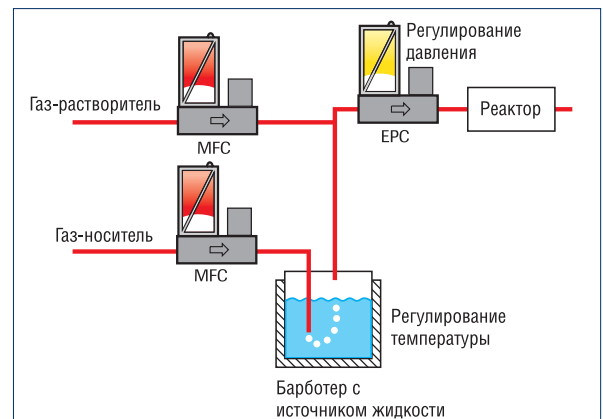 Регулирование
давления
Газ-растворитель
Реактор
MFC
EPC
Газ-носитель
MFC
Регулирование
температуры
Барботер с
источником жидкости